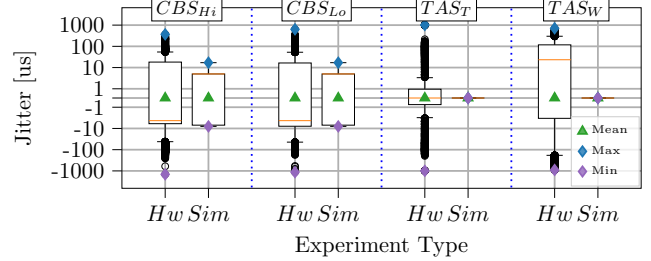 CBS_Hi CBS_Lo TAS_T TAS_W
1000
100
10
1
-1
-10
-100
-1000
Jitter [us]
Mean
Max
Min
Hw Sim Hw Sim Hw Sim Hw Sim
Experiment Type